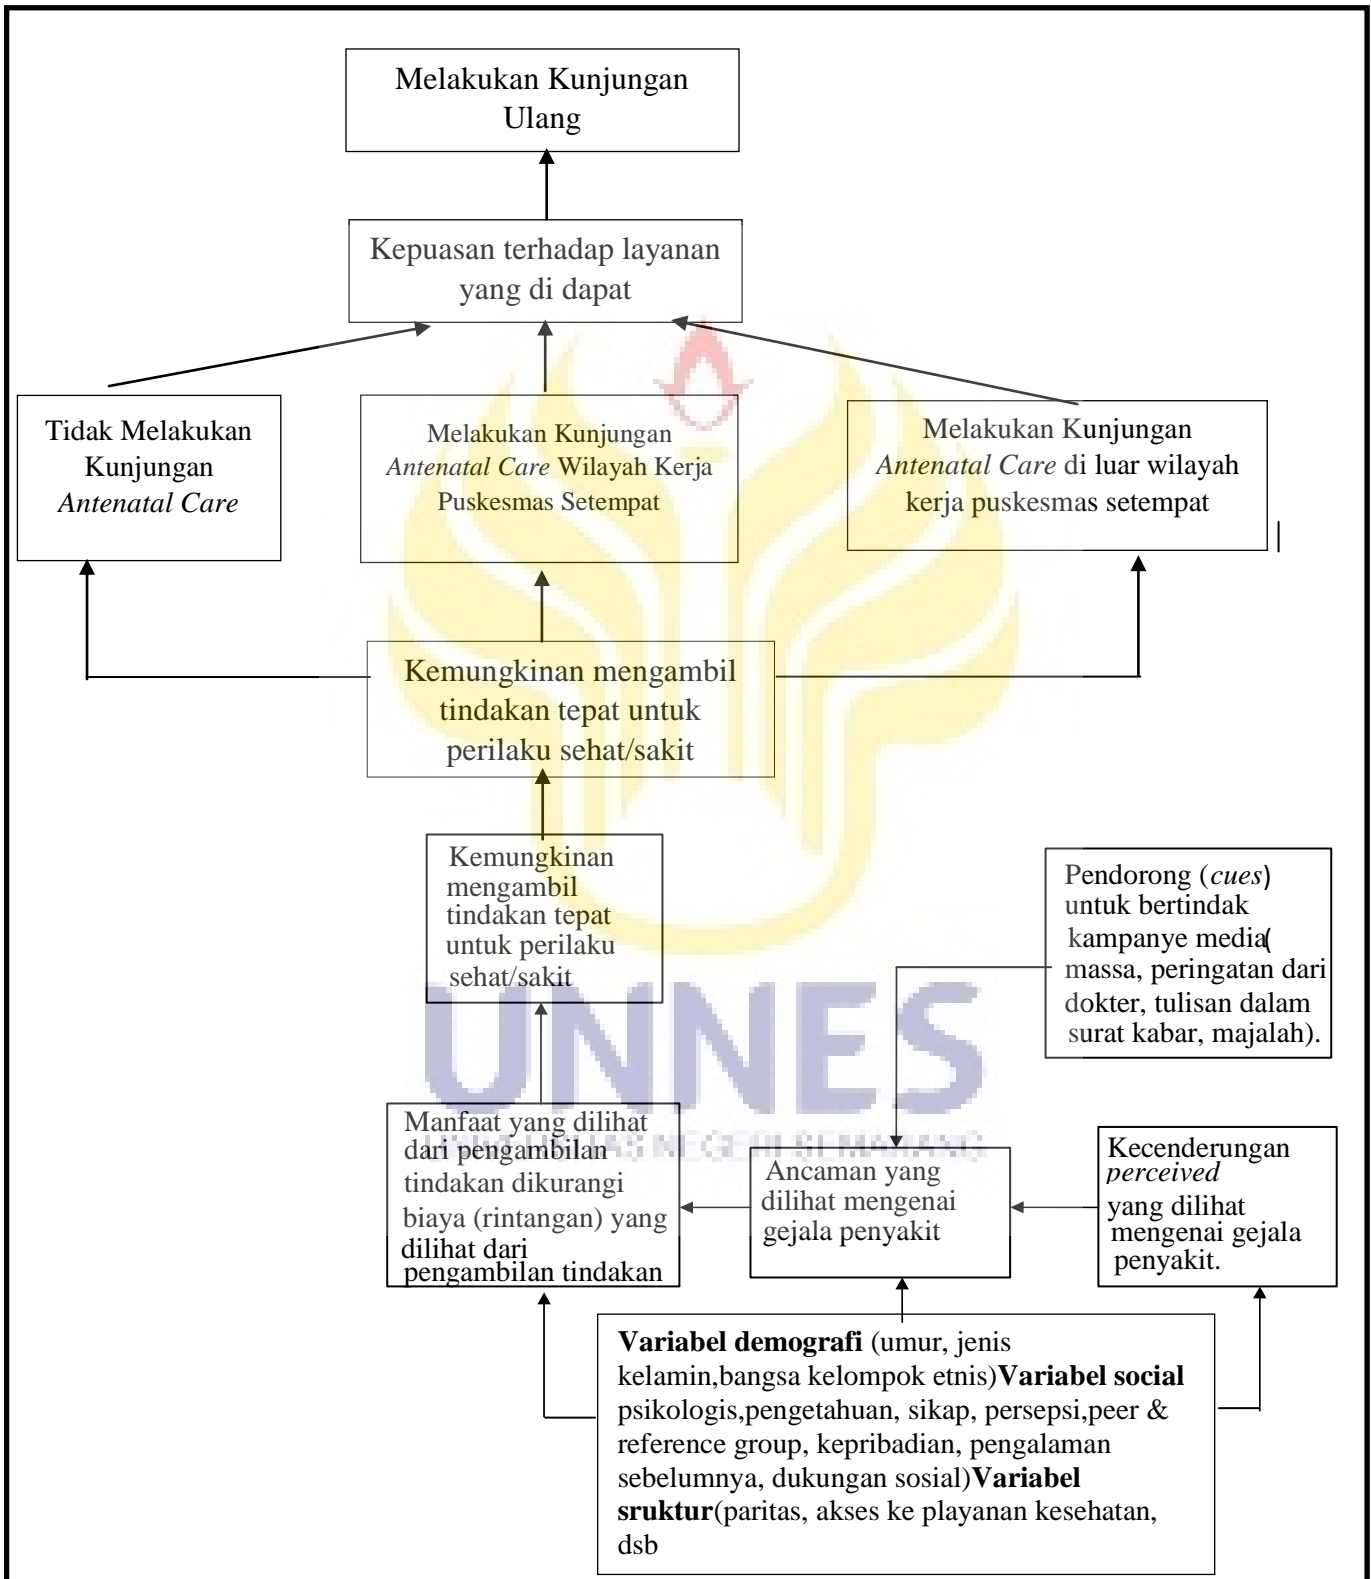 Melakukan Kunjungan
Ulang
Kepuasan terhadap layanan
yang di dapat
Tidak Melakukan
Kunjungan
Antenatal Care
Melakukan Kunjungan
Antenatal Care Wilayah Kerja
Puskesmas Setempat
Melakukan Kunjungan
Antenatal Care di luar wilayah
kerja puskesmas setempat
Kemungkinan mengambil
tindakan tepat untuk
perilaku sehat/sakit
Kemungkinan
mengambil
tindakan tepat
untuk perilaku
sehat/sakit
Pendorong (cues)
untuk bertindak
kampanye media(
massa, peringatan dari
dokter, tulisan dalam
surat kabar, majalah).
UNNES
UNIVERSITAS NEGERI SEMARANG
Manfaat yang dilihat
dari pengambilan
tindakan dikurangi
biaya (rintangan) yang
dilihat dari
pengambilan tindakan
Ancaman yang
dilihat mengenai
gejala penyakit
Kecenderungan
perceived
yang dilihat
mengenai gejala
penyakit.
Variabel demografi (umur, jenis
kelamin,bangsa kelompok etnis)Variabel social
psikologis,pengetahuan, sikap, persepsi,peer &
reference group, kepribadian, pengalaman
sebelumnya, dukungan sosial)Variabel
sruktur(paritas, akses ke playanan kesehatan,
dsb